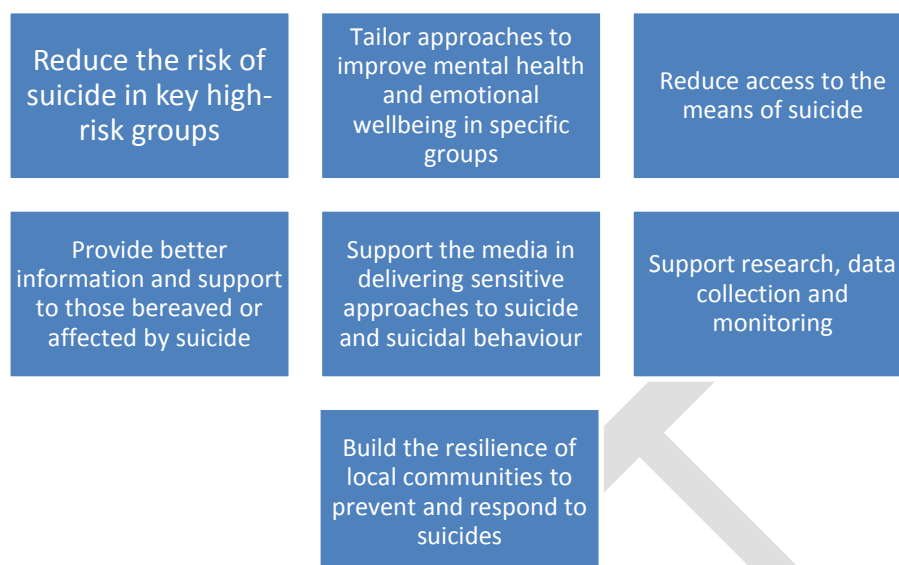 Reduce the risk of
suicide in key high-
risk groups
Tailor approaches to
improve mental health
and emotional
wellbeing in specific
groups
Reduce access to the
means of suicide
Provide better
information and support
to those bereaved or
affected by suicide
Support the media in
delivering sensitive
approaches to suicide
and suicidal behaviour
Support research, data
collection and
monitoring
Build the resilience of
local communities to
prevent and respond to
suicides